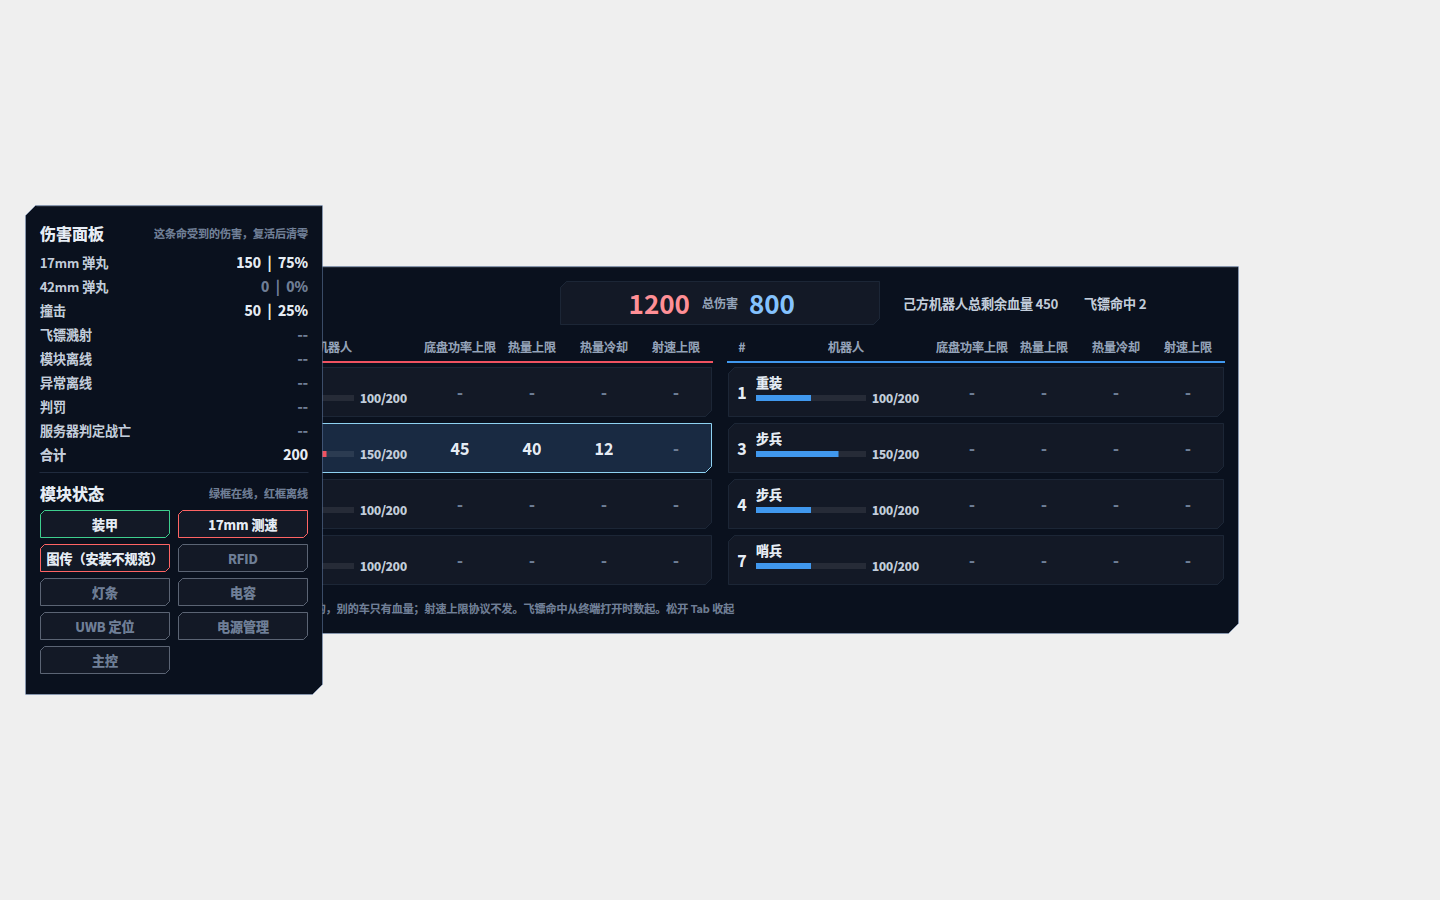 伤害面板 这条命受到的伤害，复活后清零
17mm 弹丸 150 | 75%
42mm 弹丸 0 | 0%
撞击 50 | 25%
飞镖溅射 --
模块离线 --
异常离线 --
判罚 --
服务器判定战亡 --
合计 200
模块状态 绿框在线，红框离线
装甲 17mm 测速
图传（安装不规范） RFID
灯条 电容
UWB 定位 电源管理
主控
1200 总伤害 800 己方机器人总剩余血量 450 飞镖命中 2
器人 底盘功率上限 热量上限 热量冷却 射速上限
100/200 - - - -
150/200 45 40 12 -
100/200 - - - -
100/200 - - - -
# 机器人 底盘功率上限 热量上限 热量冷却 射速上限
1 重装 100/200 - - - -
3 步兵 150/200 - - - -
4 步兵 100/200 - - - -
7 哨兵 100/200 - - - -
，别的车只有血量；射速上限协议不发。飞镖命中从终端打开时数起。松开 Tab 收起